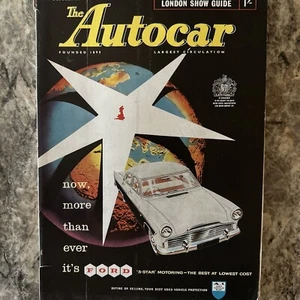 LONDON SHOW GUIDE 1/-
The
Autocar
FOUNDED 1895 LARGEST CIRCULATION
now,
more
than
ever
it's FORD "5-STAR" MOTORING—THE BEST AT LOWEST COST